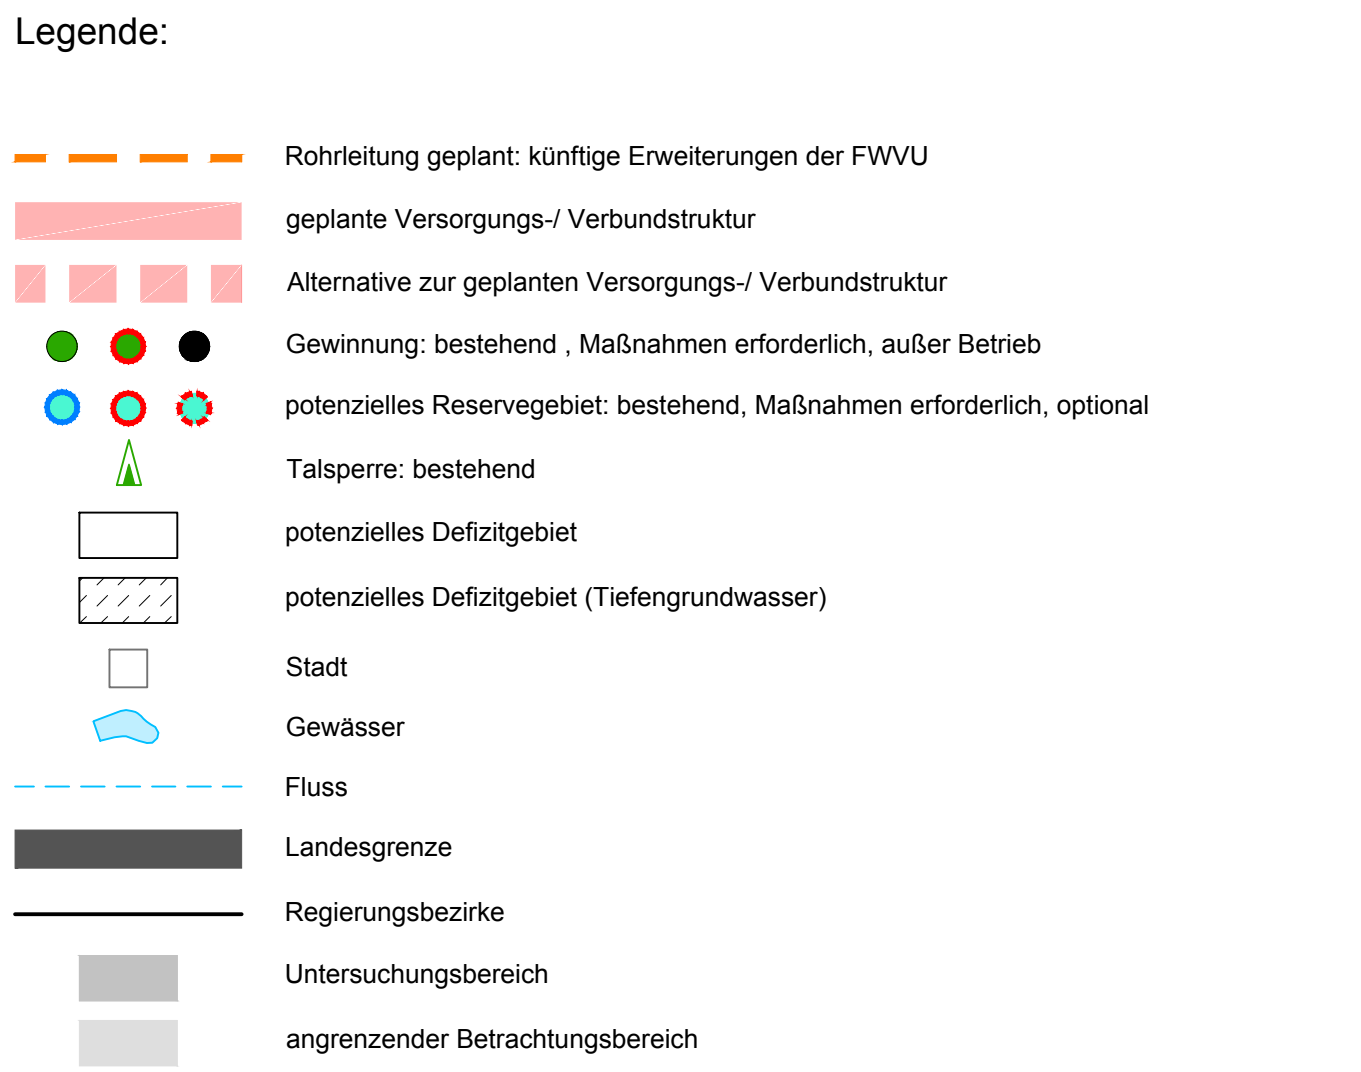 Legende:
Rohrleitung geplant: künftige Erweiterungen der FWVU
geplante Versorgungs-/ Verbundstruktur
Alternative zur geplanten Versorgungs-/ Verbundstruktur
Gewinnung: bestehend , Maßnahmen erforderlich, außer Betrieb
potenzielles Reservegebiet: bestehend, Maßnahmen erforderlich, optional
Talsperre: bestehend
potenzielles Defizitgebiet
potenzielles Defizitgebiet (Tiefengrundwasser)
Stadt
Gewässer
Fluss
Landesgrenze
Regierungsbezirke
Untersuchungsbereich
angrenzender Betrachtungsbereich